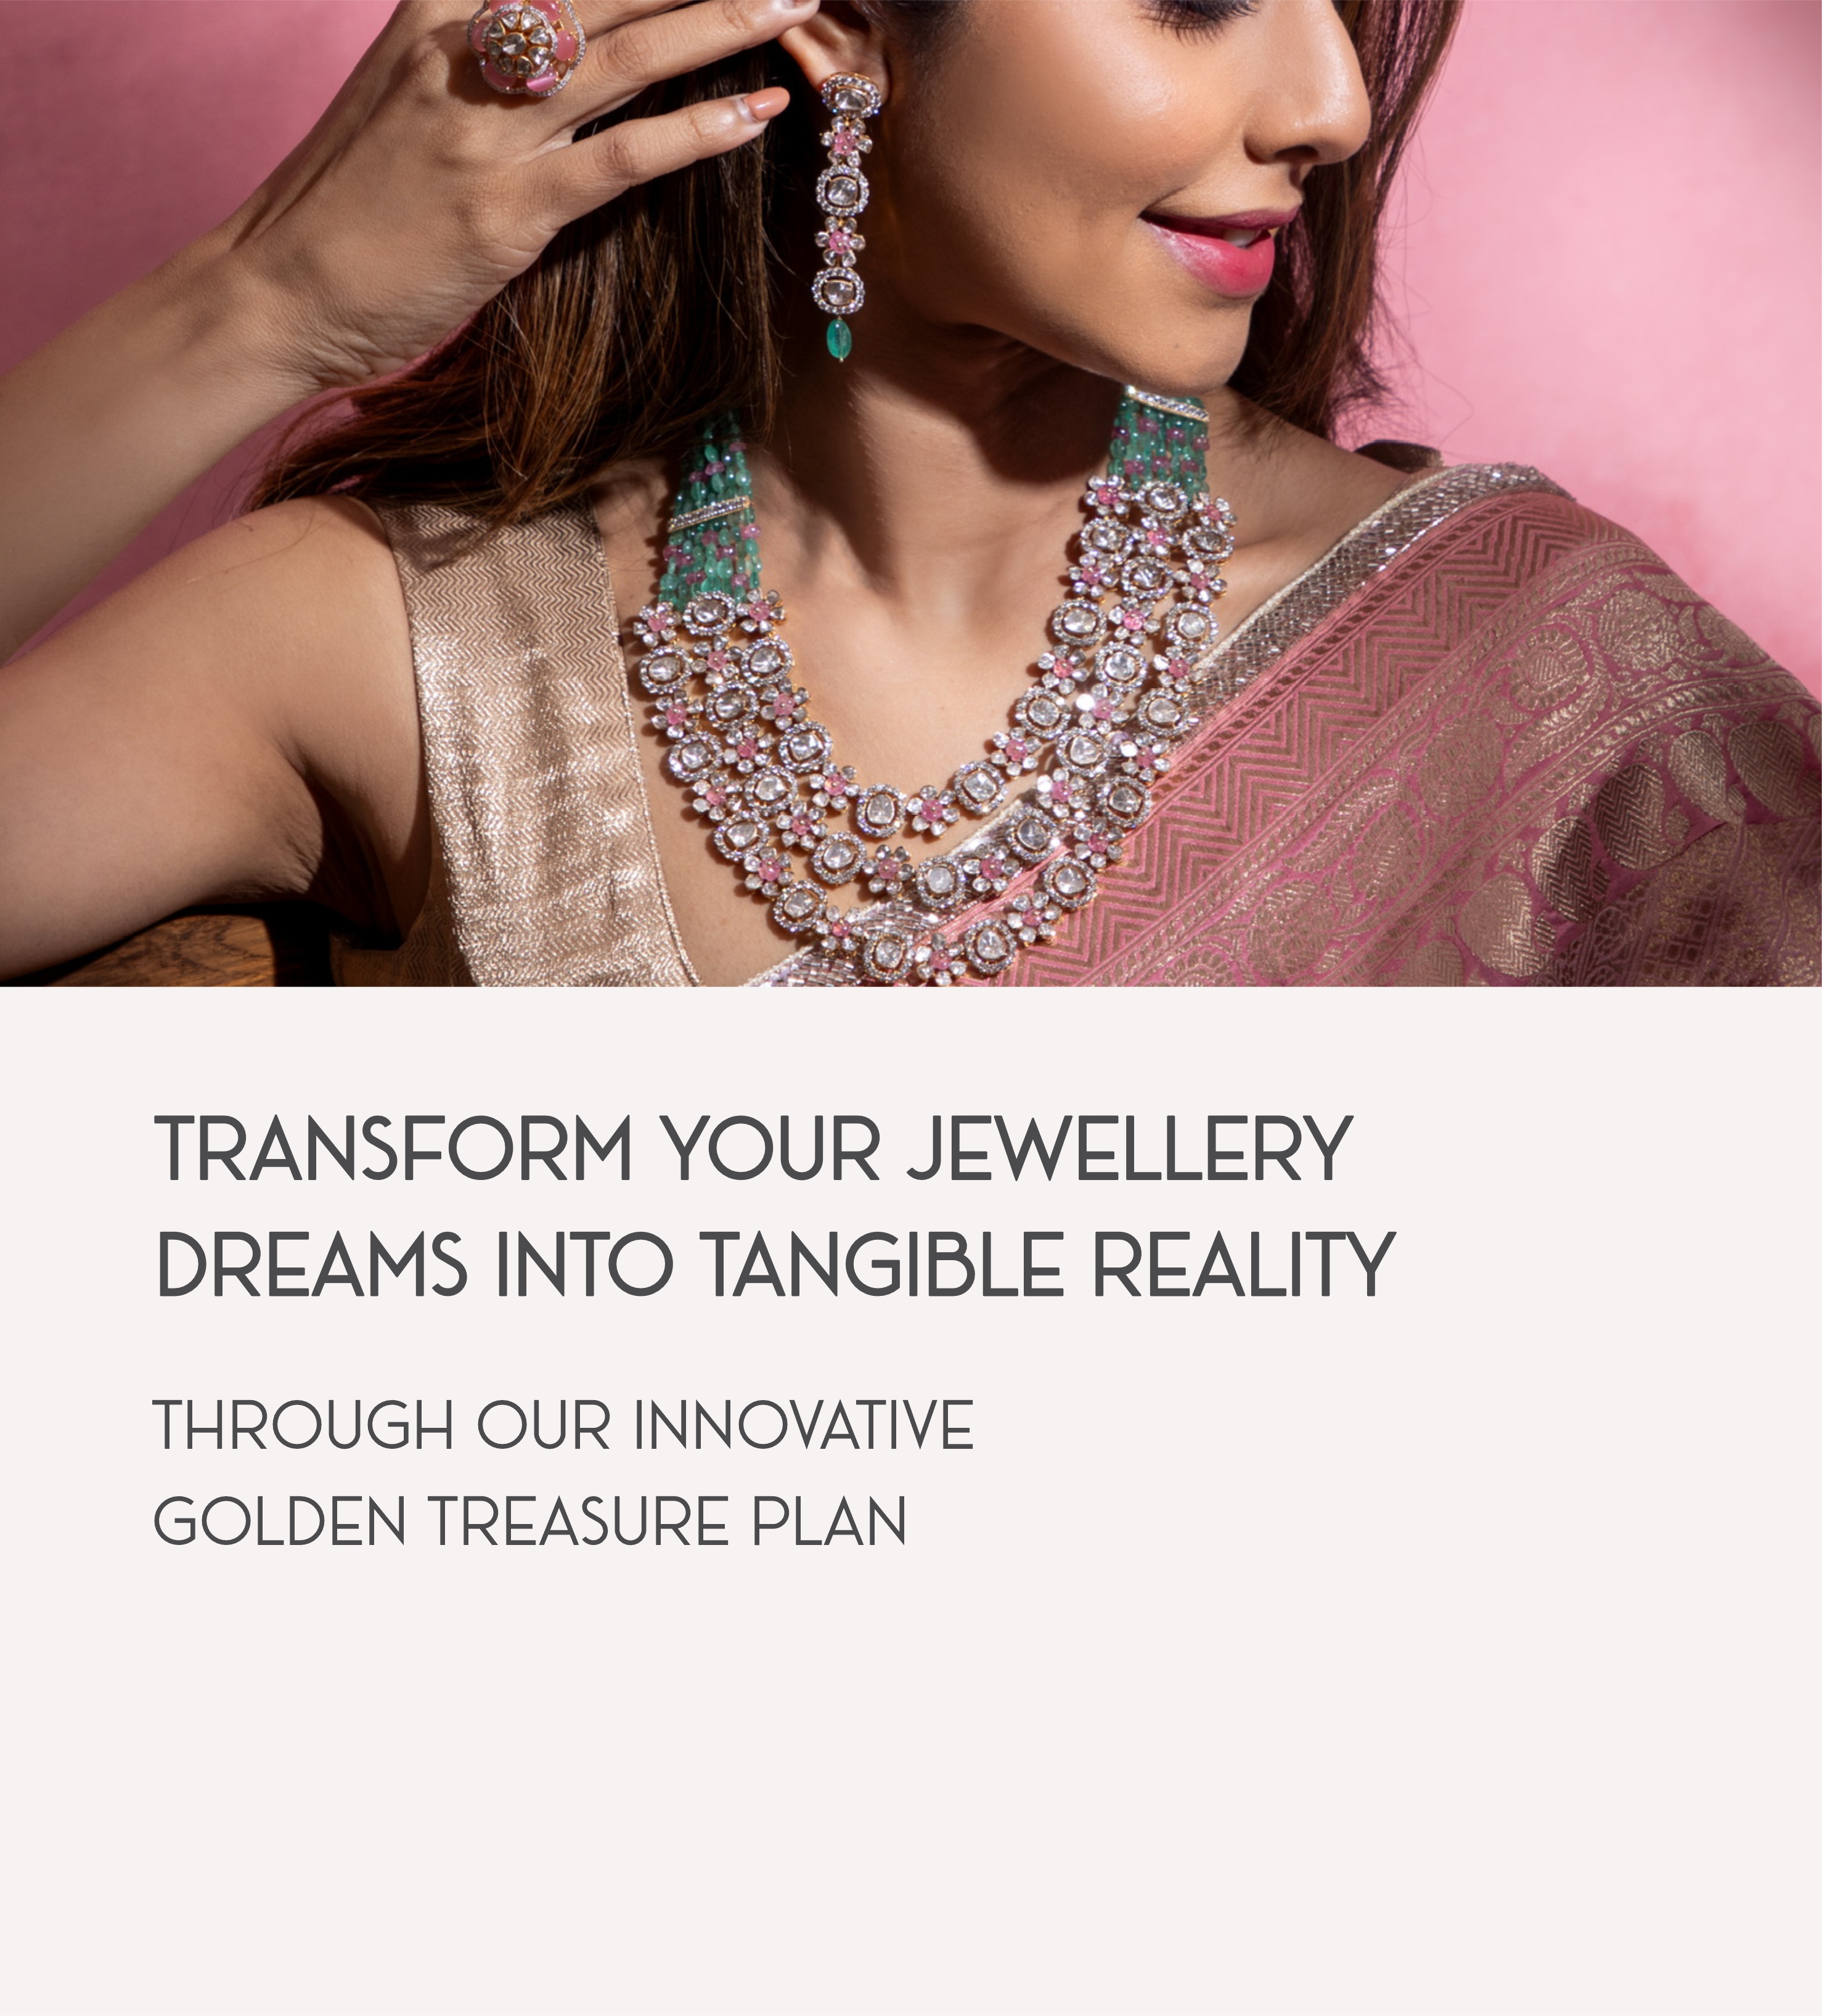 TRANSFORM YOUR JEWELLERY
DREAMS INTO TANGIBLE REALITY
THROUGH OUR INNOVATIVE
GOLDEN TREASURE PLAN